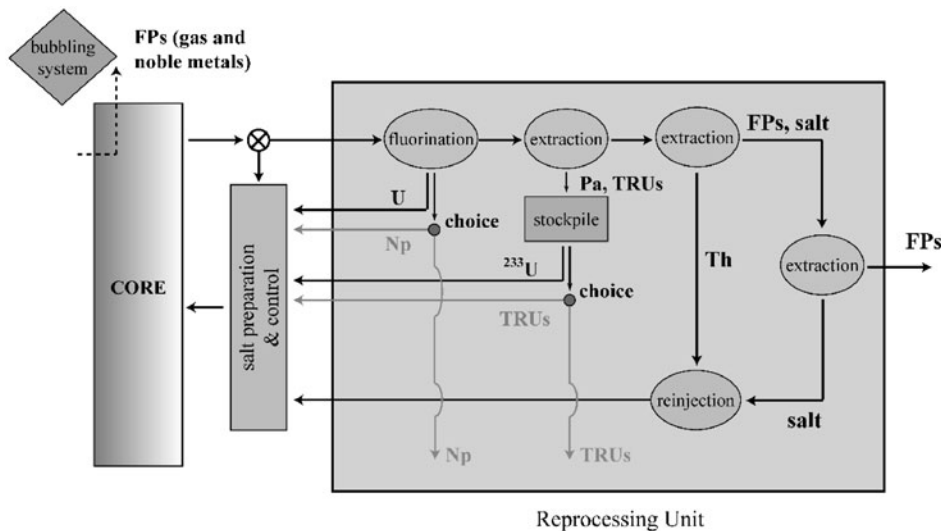 bubbling
system
FPs (gas and
noble metals)
CORE
salt preparation
& control
fluorination
extraction
extraction
FPs, salt
U
Pa, TRUs
choice
stockpile
Np
233U
Th
extraction
FPs
choice
TRUs
reinjection
salt
Np
TRUs
Reprocessing Unit